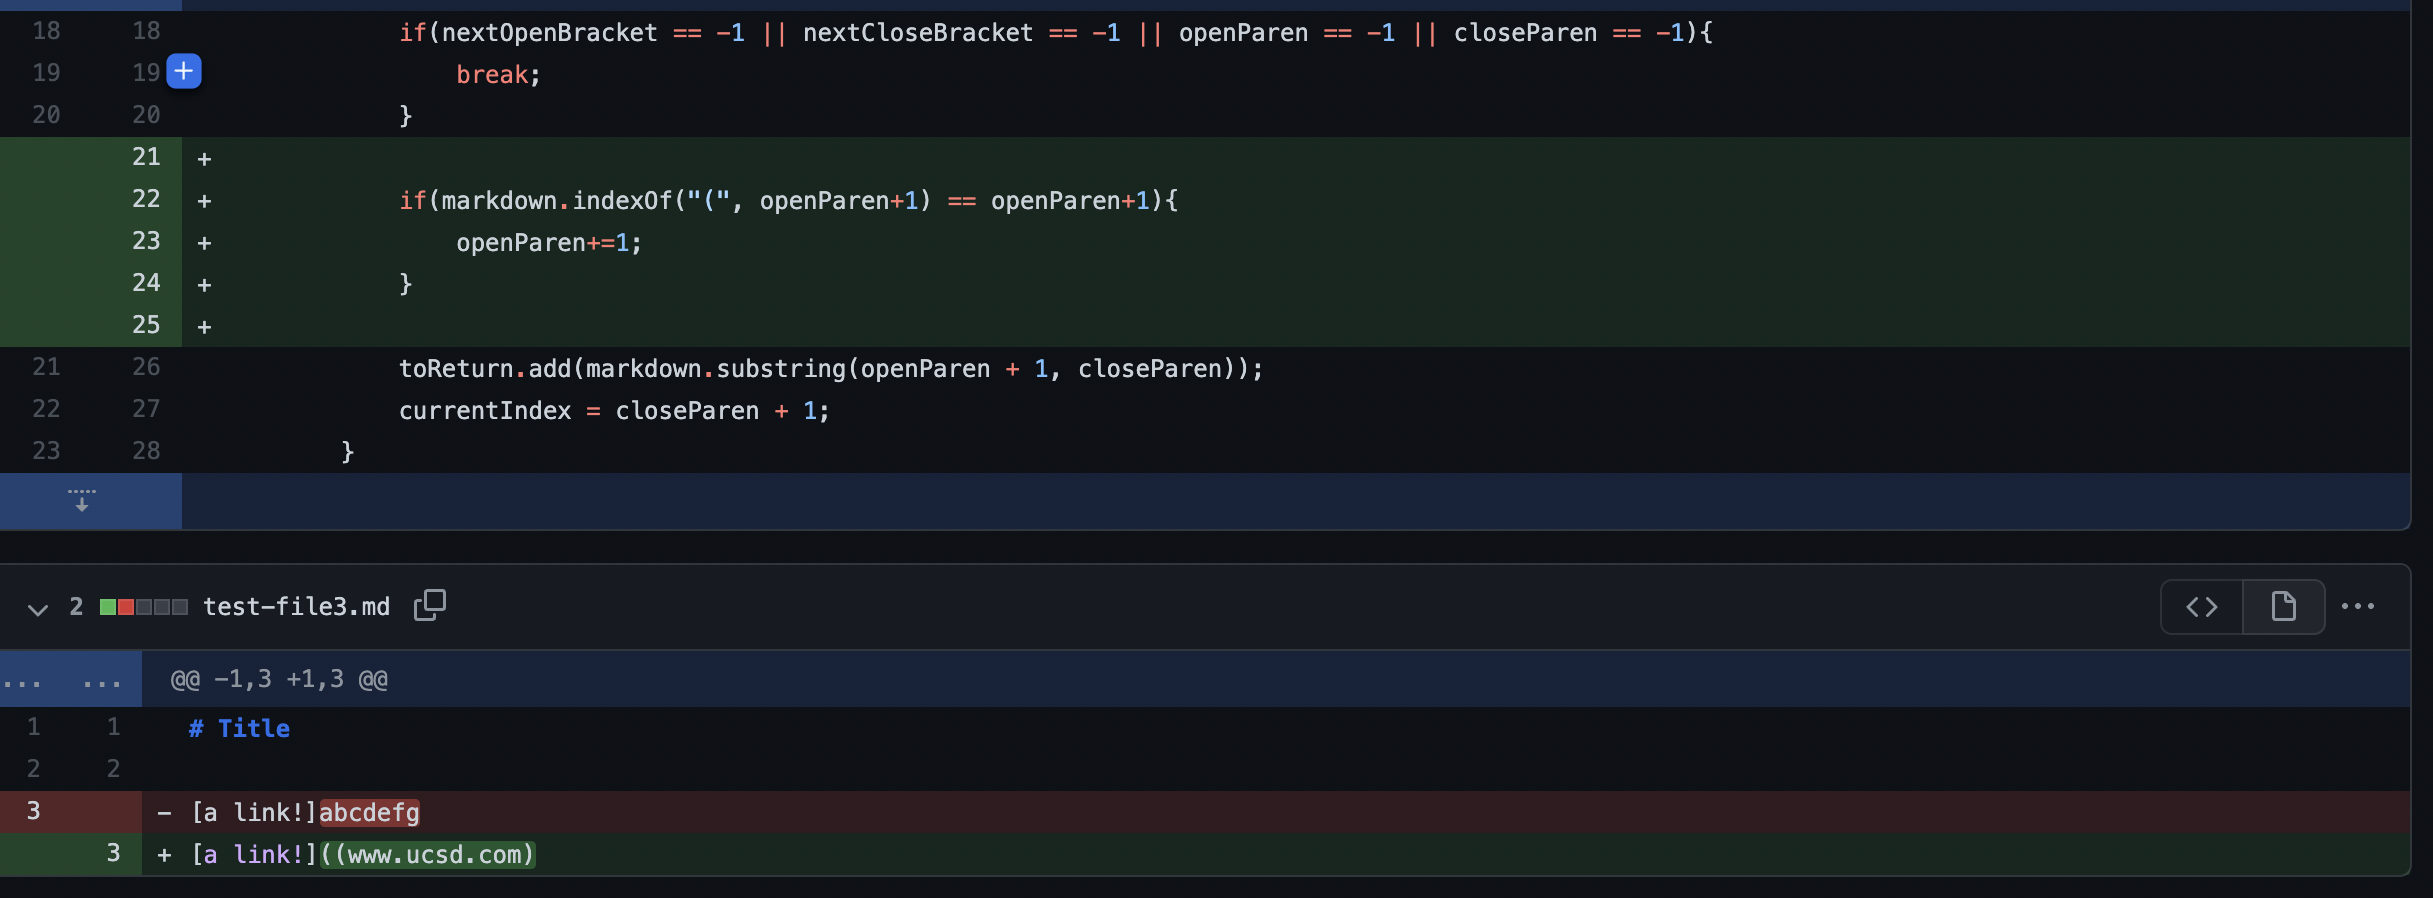 18 18 if(nextOpenBracket == -1 || nextCloseBracket == -1 || openParen == -1 || closeParen == -1){
19 19 + break;
20 20 }
21 +
22 + if(markdown.indexOf("(", openParen+1) == openParen+1){
23 + openParen+=1;
24 + }
25 +
21 26 toReturn.add(markdown.substring(openParen + 1, closeParen));
22 27 currentIndex = closeParen + 1;
23 28 }
2 test-file3.md <> ...
... ... @@ -1,3 +1,3 @@
1 1 # Title
2 2
3 - [a link!]abcdefg
3 + [a link!]((www.ucsd.com)